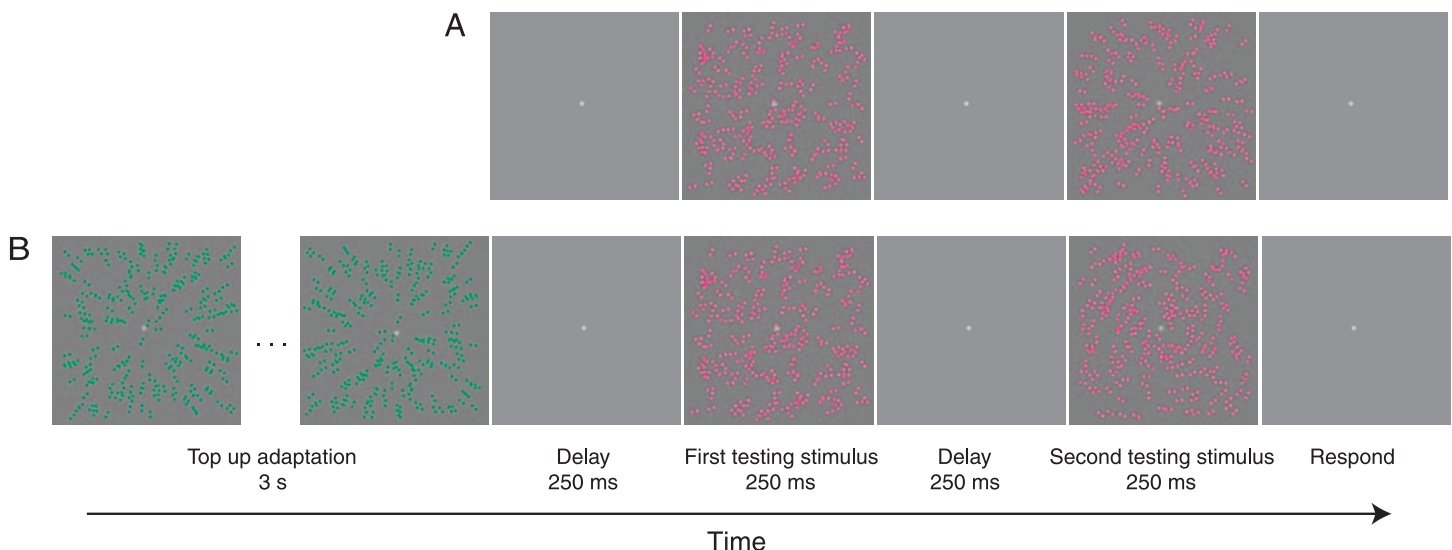 A
B
. . .
Top up adaptation
3 s
Delay
250 ms
First testing stimulus
250 ms
Delay
250 ms
Second testing stimulus
250 ms
Respond
Time